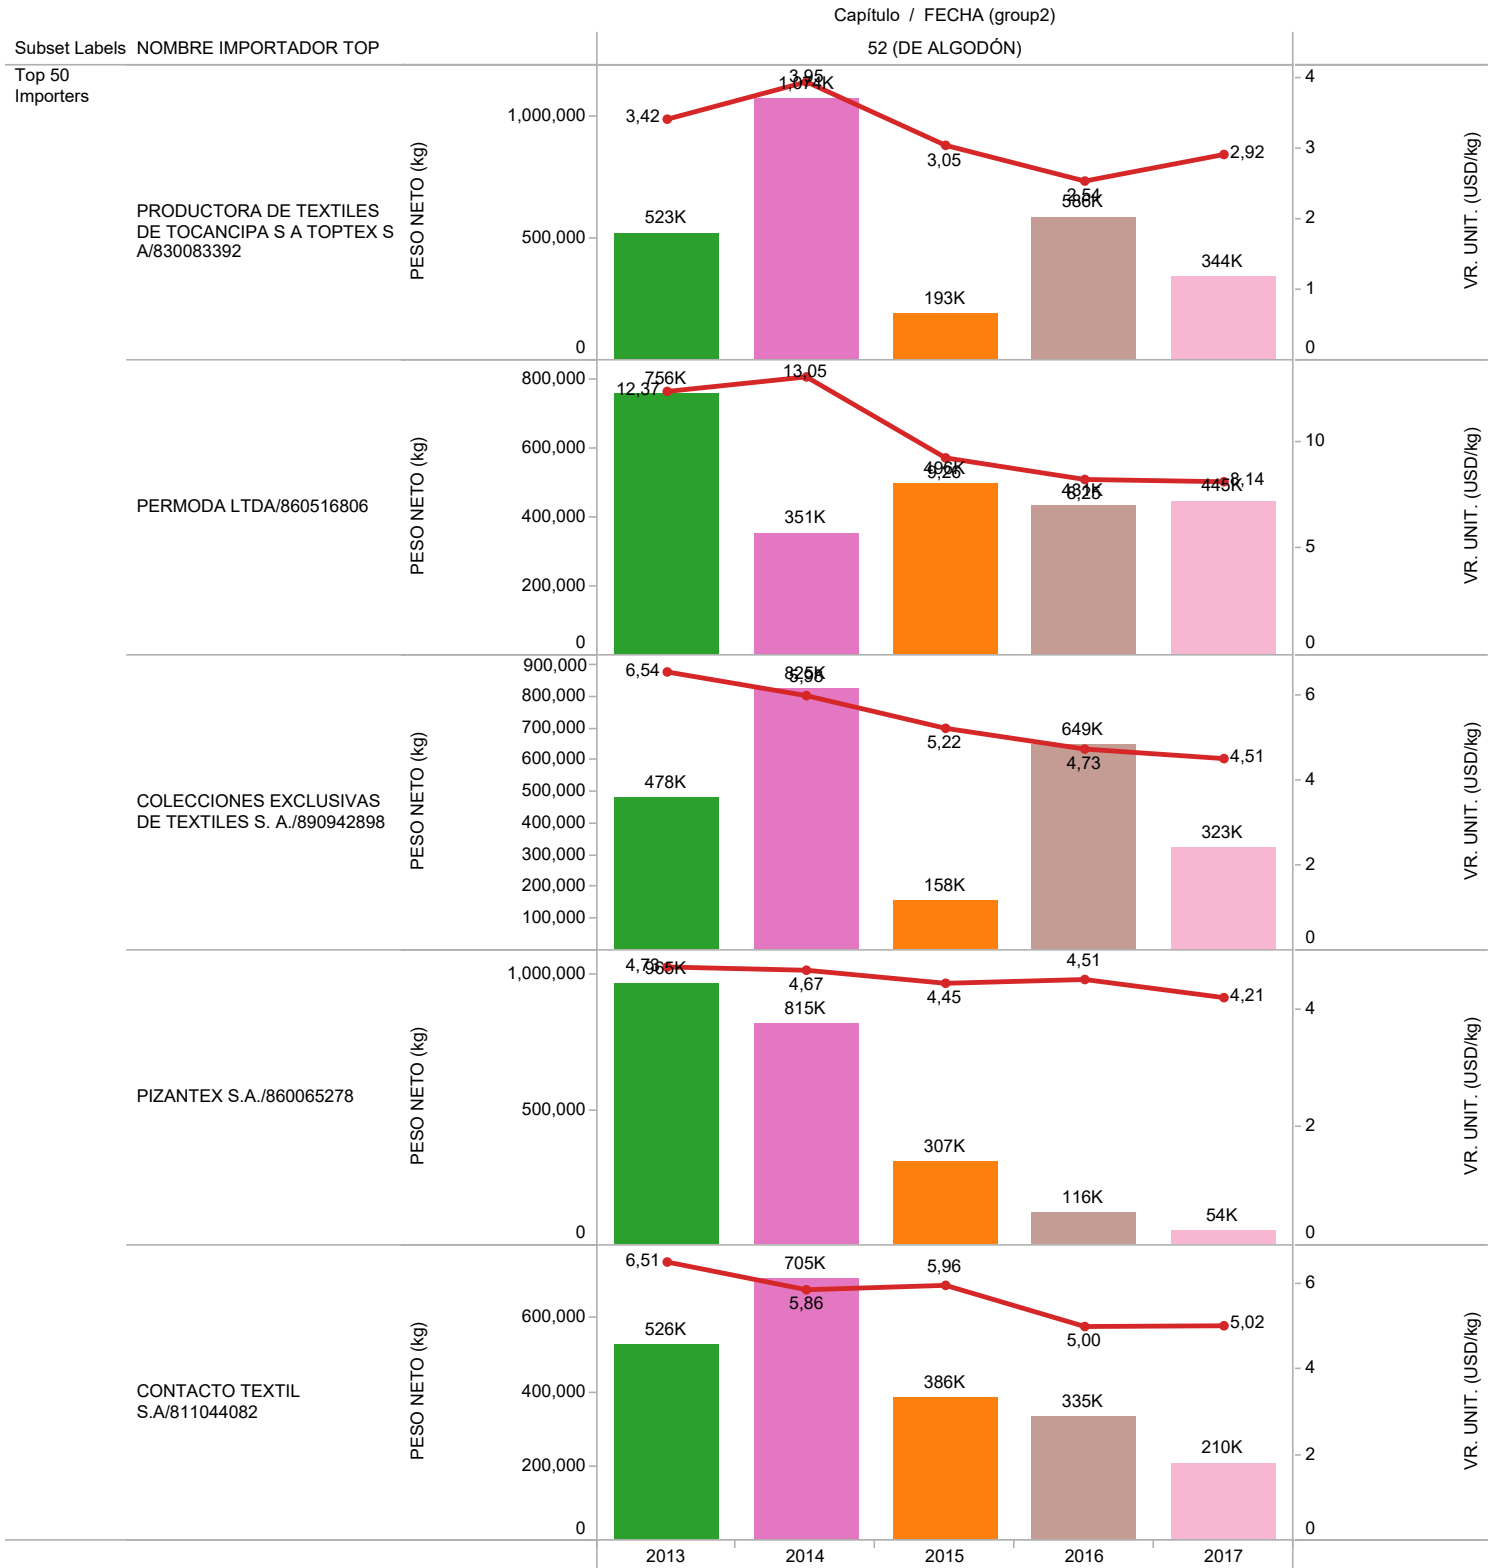 Capítulo / FECHA (group2)
Subset Labels NOMBRE IMPORTADOR TOP 52 (DE ALGODÓN)
Top 50
Importers
PRODUCTORA DE TEXTILES
DE TOCANCIPA S A TOPTEX S
A/830083392
PESO NETO (kg)
1,000,000
500,000
0
3,42
3,95
1,074K
3,05
2,54
586K
2,92
523K
193K
344K
4
3
2
1
0
VR. UNIT. (USD/kg)
PERMODA LTDA/860516806
PESO NETO (kg)
800,000
600,000
400,000
200,000
0
756K
12,37
13,05
351K
496K
9,26
431K
8,25
445K
8,14
10
5
0
VR. UNIT. (USD/kg)
COLECCIONES EXCLUSIVAS
DE TEXTILES S. A./890942898
PESO NETO (kg)
900,000
800,000
700,000
600,000
500,000
400,000
300,000
200,000
100,000
6,54
825K
5,98
5,22
649K
4,73
4,51
478K
158K
323K
6
4
2
0
VR. UNIT. (USD/kg)
PIZANTEX S.A./860065278
PESO NETO (kg)
1,000,000
500,000
0
4,73
965K
4,67
815K
4,45
4,51
4,21
307K
116K
54K
4
2
0
VR. UNIT. (USD/kg)
CONTACTO TEXTIL
S.A/811044082
PESO NETO (kg)
600,000
400,000
200,000
0
6,51
705K
5,86
5,96
5,00
5,02
526K
386K
335K
210K
6
4
2
0
VR. UNIT. (USD/kg)
2013 2014 2015 2016 2017